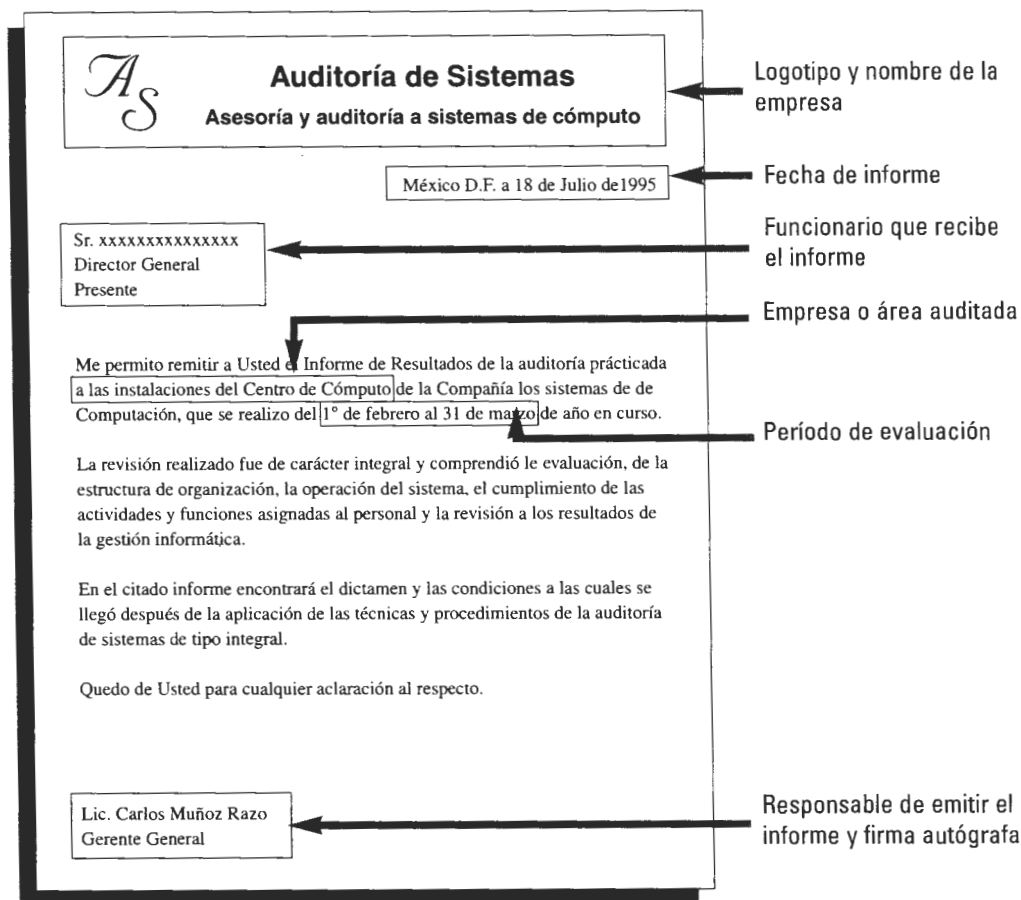 AS
Auditoría de Sistemas
Asesoría y auditoría a sistemas de cómputo
Logotipo y nombre de la
empresa
México D.F. a 18 de Julio de1995
Fecha de informe
Sr. xxxxxxxxxxxxxxx
Director General
Presente
Funcionario que recibe
el informe
Empresa o área auditada
Me permito remitir a Usted el Informe de Resultados de la auditoría prácticada
a las instalaciones del Centro de Cómputo de la Compañía los sistemas de de
Computación, que se realizo del 1° de febrero al 31 de marzo de año en curso.
Período de evaluación
La revisión realizado fue de carácter integral y comprendió le evaluación, de la
estructura de organización, la operación del sistema, el cumplimiento de las
actividades y funciones asignadas al personal y la revisión a los resultados de
la gestión informática.
En el citado informe encontrará el dictamen y las condiciones a las cuales se
llegó después de la aplicación de las técnicas y procedimientos de la auditoría
de sistemas de tipo integral.
Quedo de Usted para cualquier aclaración al respecto.
Lic. Carlos Muñoz Razo
Gerente General
Responsable de emitir el
informe y firma autógrafa